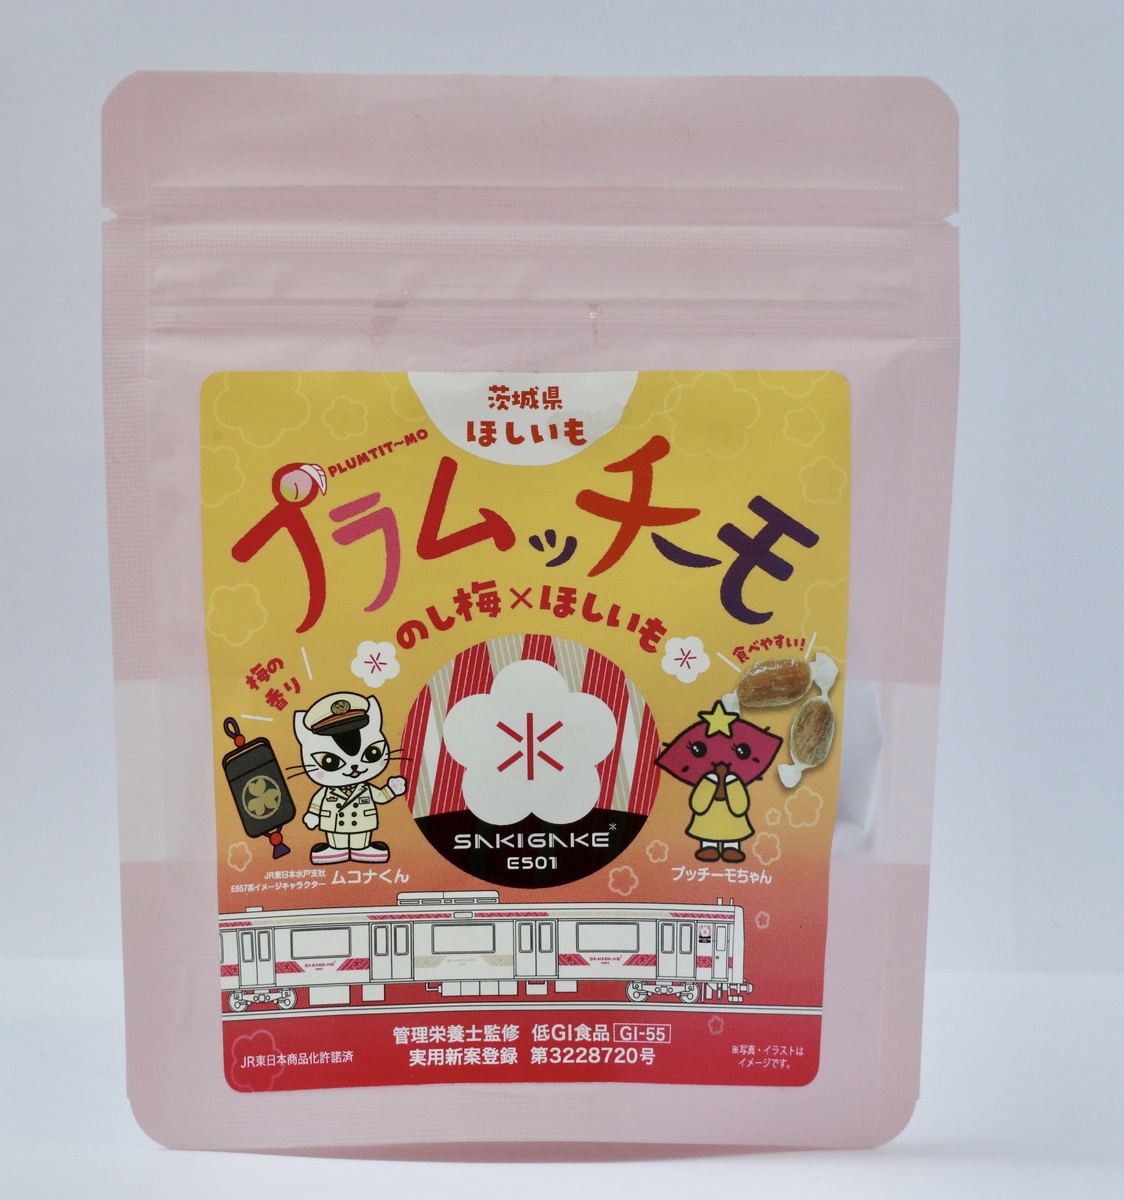 茨城県
ほしいも
PLUMTIT〜MO
プラムッチーモ
のし梅×ほしいも
梅の
香り
食べやすい!
SAKIGAKE
E501
JR東日本水戸支社
E657系イメージキャラクター ムコナくん
プッチーモちゃん
SAKIGAKE
管理栄養士監修 低GI食品 GI-55
実用新案登録 第3228720号
JR東日本商品化許諾済
※写真・イラストは
イメージです。